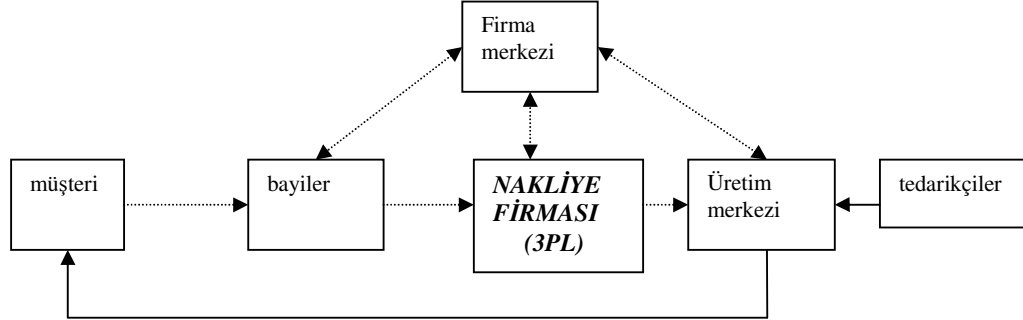 Firma
merkezi
müşteri
bayiler
NAKLİYE
FİRMASI
(3PL)
Üretim
merkezi
tedarikçiler